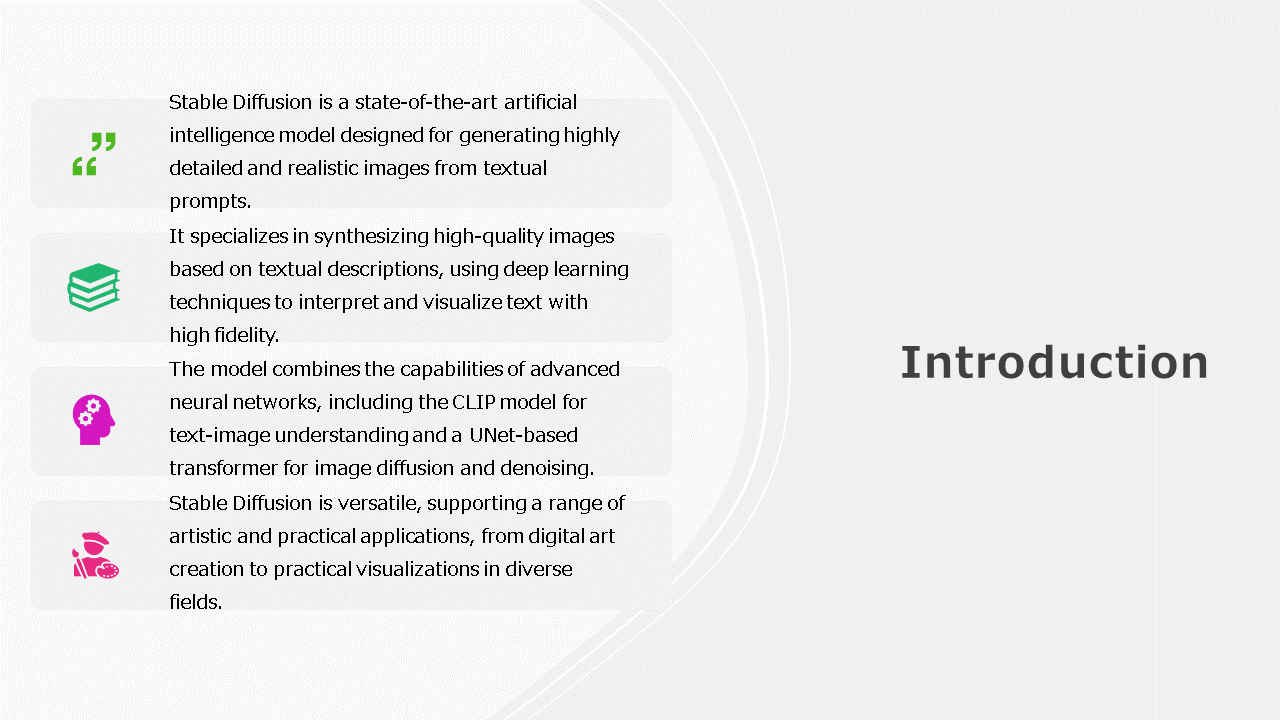 Stable Diffusion is a state-of-the-art artificial
intelligence model designed for generating highly
detailed and realistic images from textual
prompts.
It specializes in synthesizing high-quality images
based on textual descriptions, using deep learning
techniques to interpret and visualize text with
high fidelity.
The model combines the capabilities of advanced
neural networks, including the CLIP model for
text-image understanding and a UNet-based
transformer for image diffusion and denoising.
Stable Diffusion is versatile, supporting a range of
artistic and practical applications, from digital art
creation to practical visualizations in diverse
fields.
Introduction